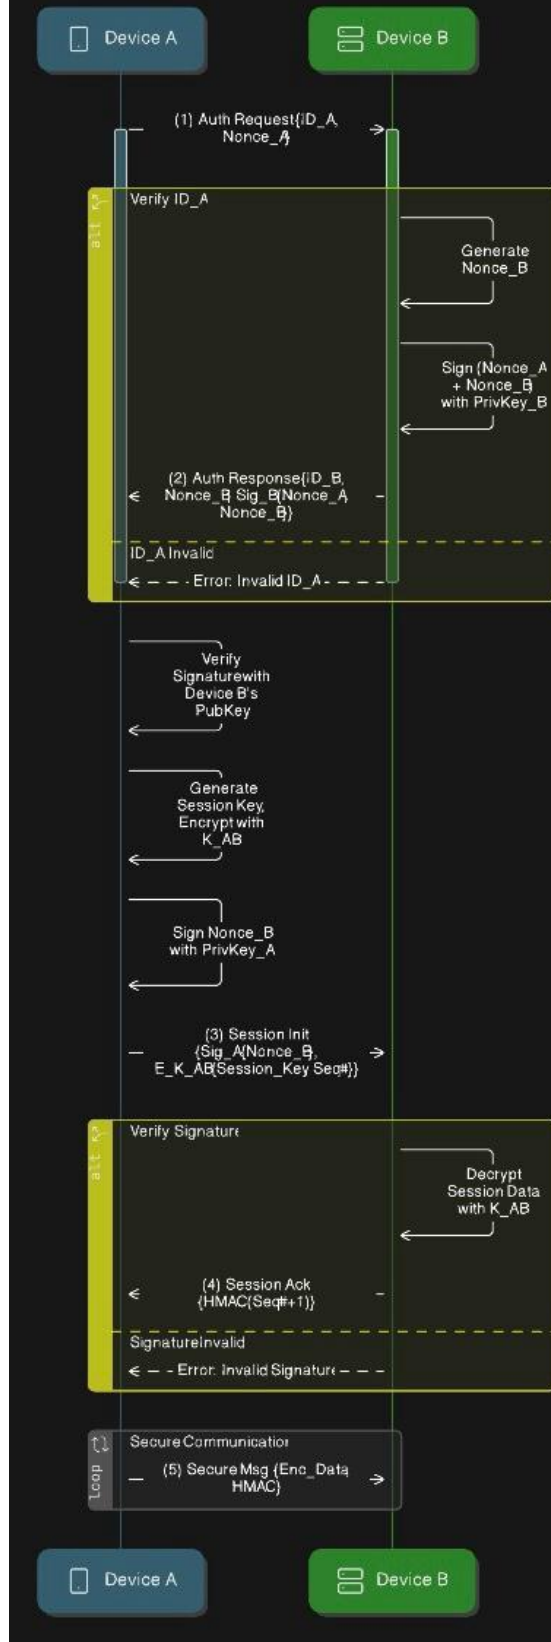 Device A
Device B
(1) Auth Request{ID_A,
Nonce_A}
alt
Verify ID_A
Generate
Nonce_B
Sign (Nonce_A
+ Nonce_B)
with PrivKey_B
(2) Auth Response{ID_B,
Nonce_B, Sig_B(Nonce_A,
Nonce_B)}
ID_A Invalid
Error: Invalid ID_A
Verify
Signaturewith
Device B's
PubKey
Generate
Session Key,
Encrypt with
K_AB
Sign Nonce_B
with PrivKey_A
(3) Session Init
{Sig_A(Nonce_B),
E_K_AB(Session_Key Seq#)}
alt
Verify Signature
Decrypt
Session Data
with K_AB
(4) Session Ack
{HMAC(Seq#+1)}
SignatureInvalid
Error: Invalid Signature
loop
Secure Communication
(5) Secure Msg {Enc_Data,
HMAC}
Device A
Device B